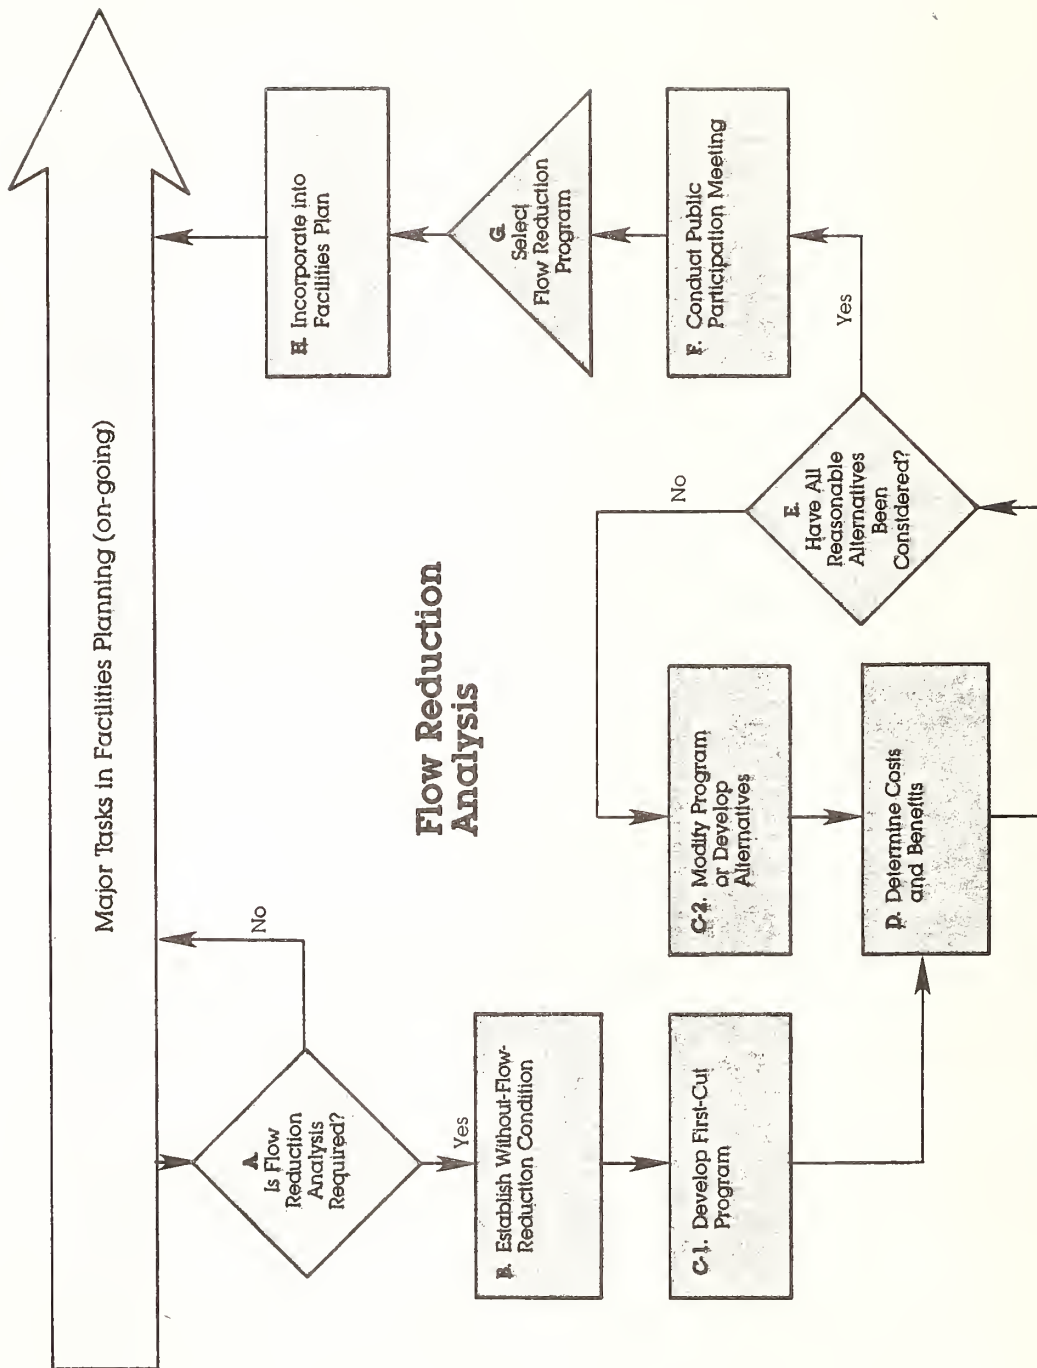 Major Tasks in Facilities Planning (on-going)
A.
Is Flow
Reduction
Analysis
Required?
No
Yes
B. Establish Without-Flow-
Reduction Condition
C-1. Develop First-Cut
Program
Flow Reduction
Analysis
C-2. Modify Program
or Develop
Alternatives
D. Determine Costs
and Benefits
No
E.
Have All
Reasonable
Alternatives
Been
Considered?
Yes
F. Conduct Public
Participation Meeting
G.
Select
Flow Reduction
Program
H. Incorporate into
Facilities Plan